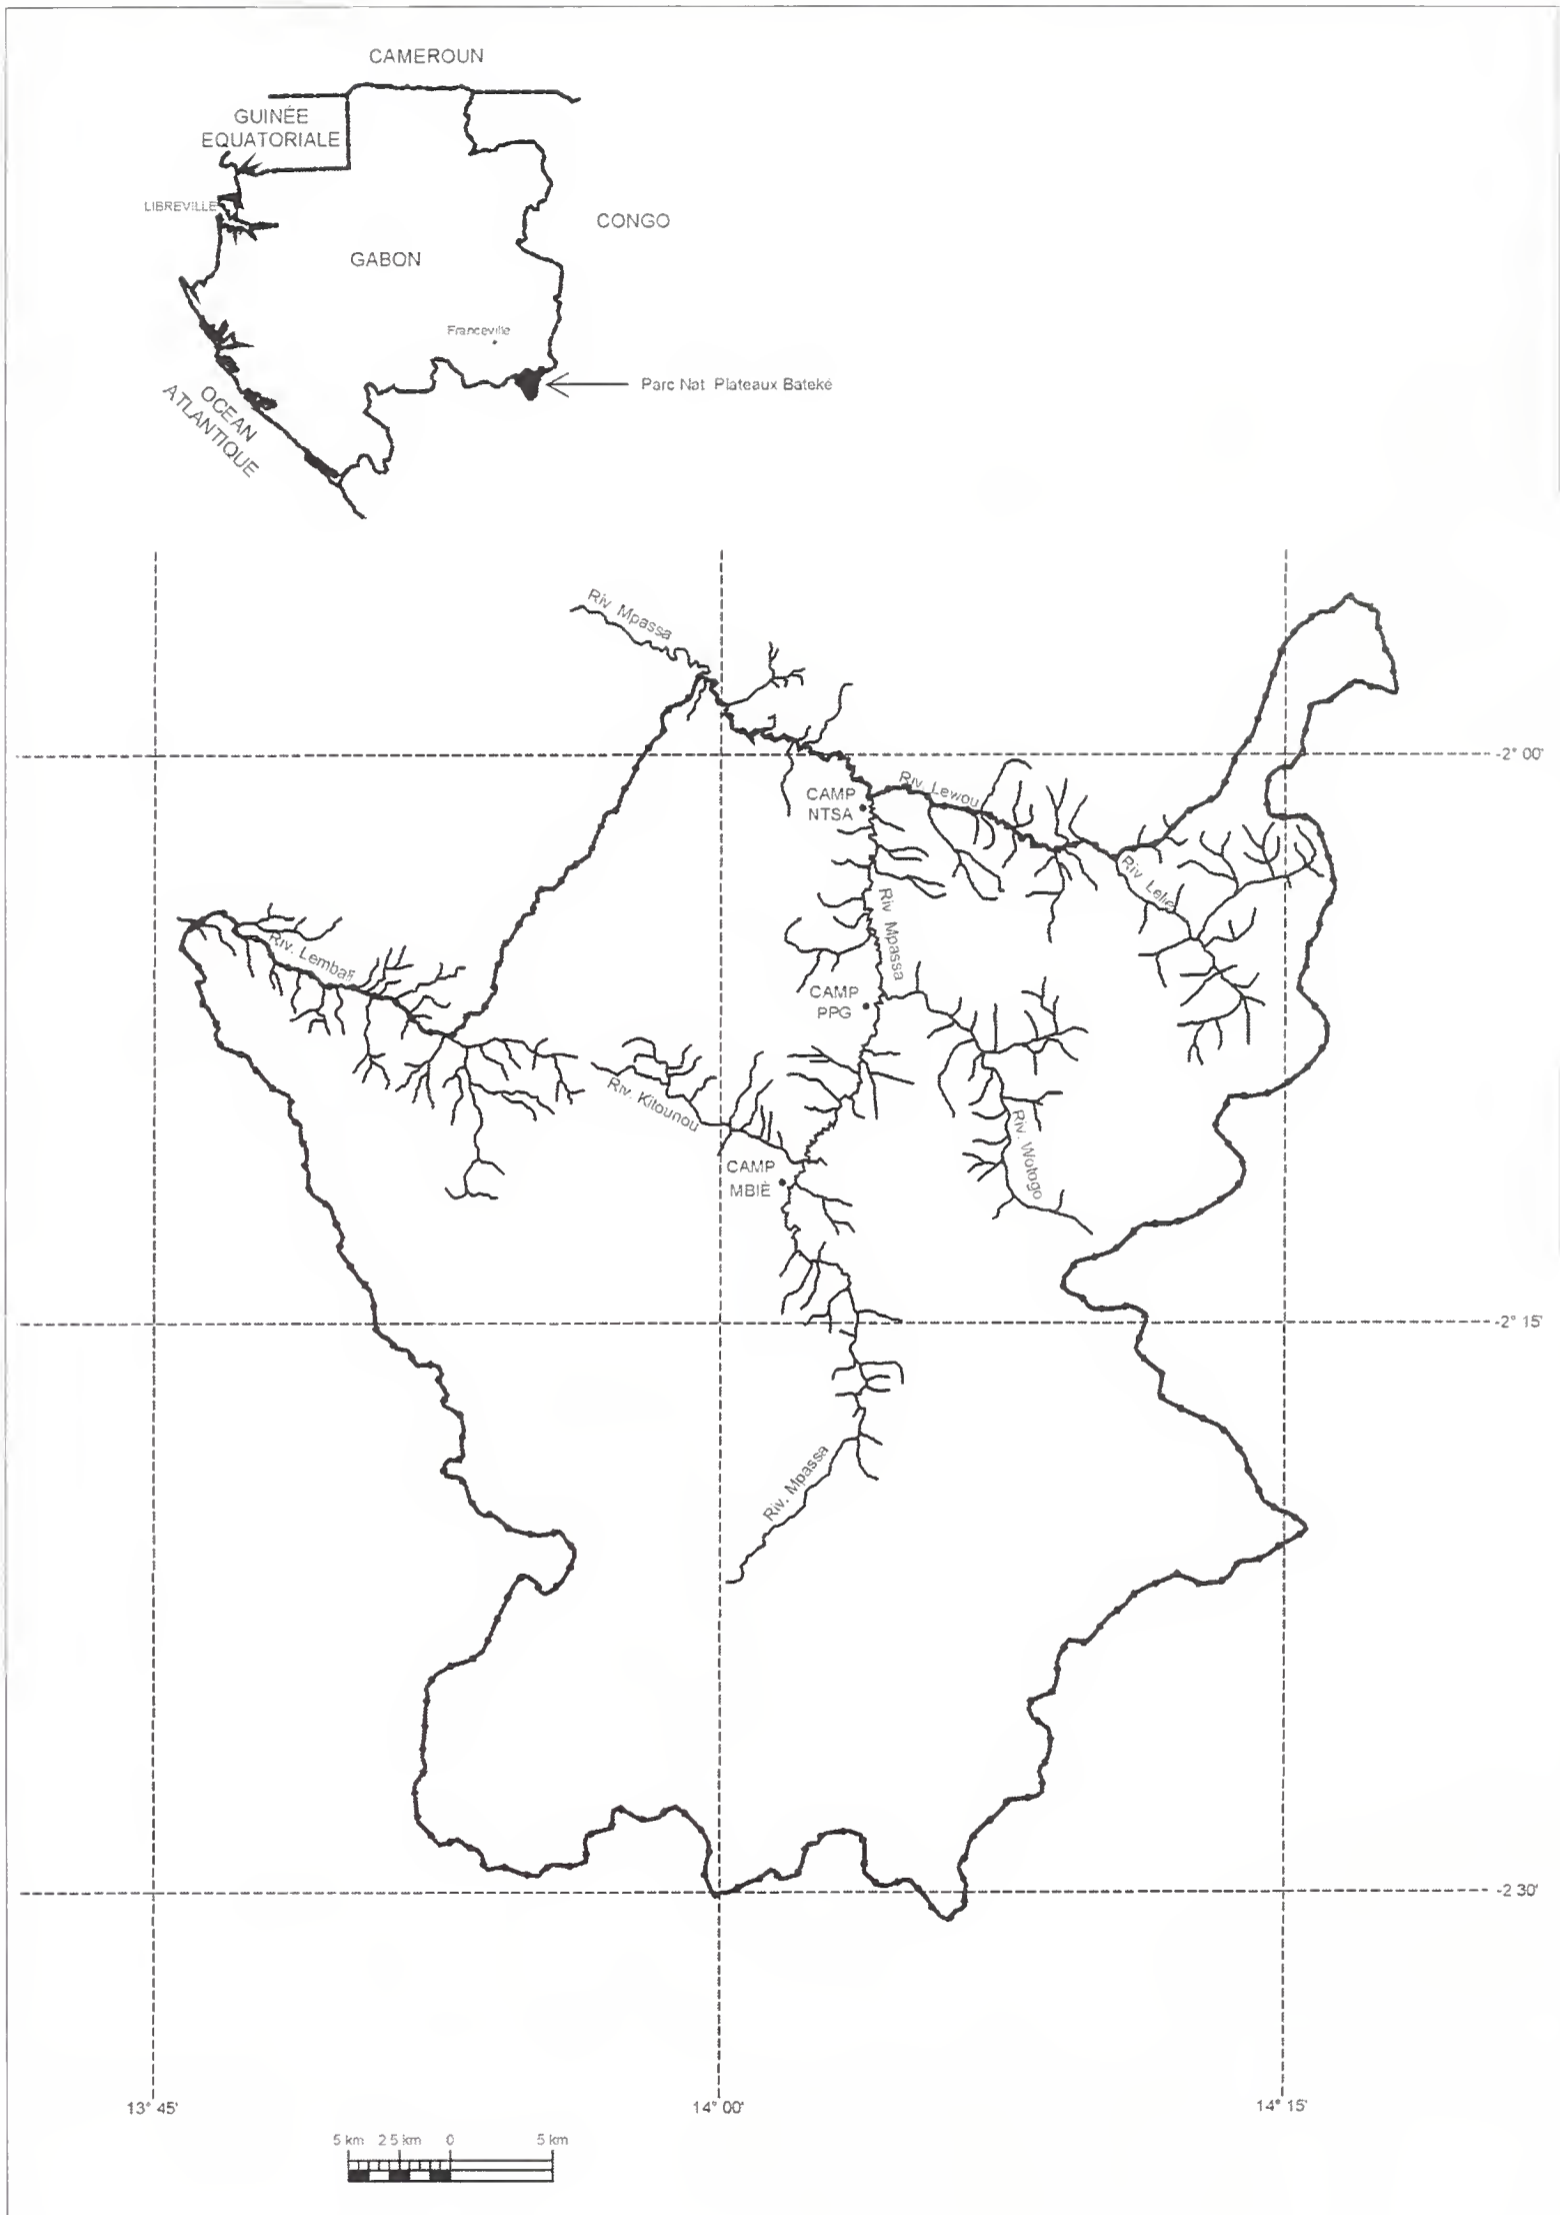 CAMEROUN
GUINÉE
EQUATORIALE
LIBREVILLE
CONGO
GABON
Franceville
Parc Nat Plateaux Batéké
OCEAN
ATLANTIQUE
Riv Mpassa
-2° 00'
Riv Lewou
CAMP
NTSA
Riv Lelie
Riv Mpassa
Riv. Lembali
CAMP
PPG
Riv. Kitounou
Riv. Wotogo
CAMP
MBIÉ
-2° 15'
Riv. Mpassa
-2 30'
13° 45'
14° 00'
14° 15'
5 km 2 5 km 0 5 km